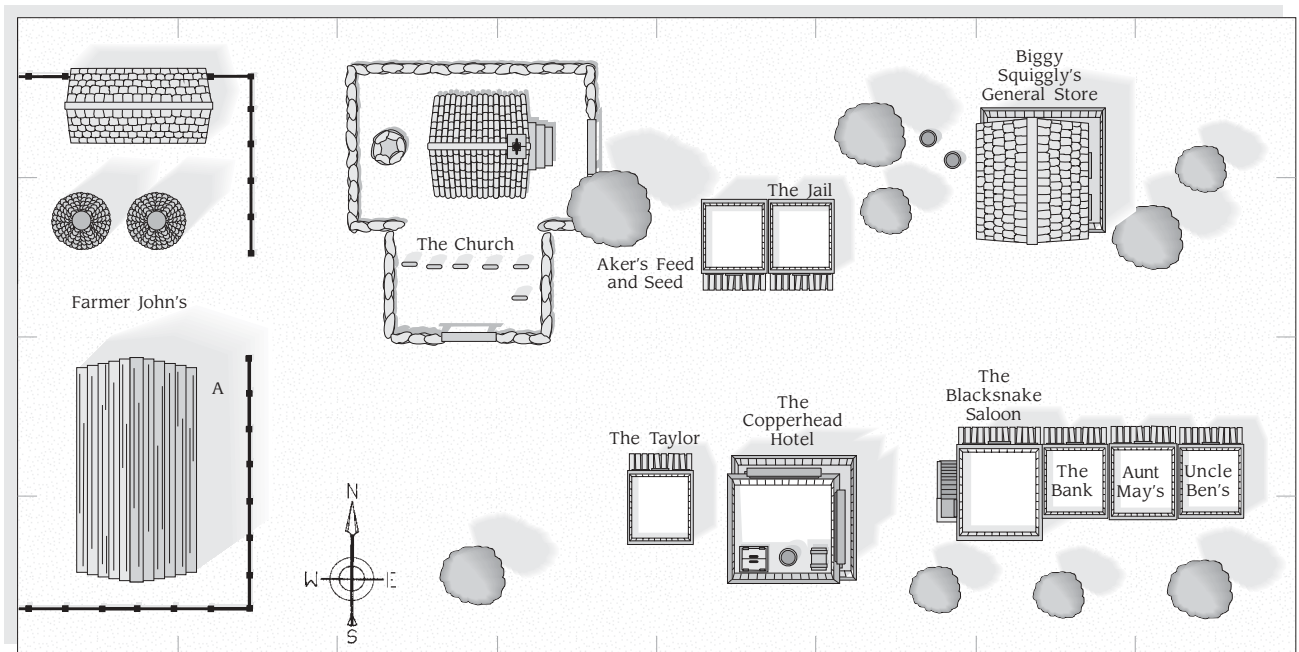 Biggy
Squiggly's
General Store
The Jail
The Church
Aker's Feed
and Seed
Farmer John's
A
The
Blacksnake
Saloon
The
Copperhead
Hotel
The Taylor
The
Bank
Aunt
May's
Uncle
Ben's
N
W
E
S